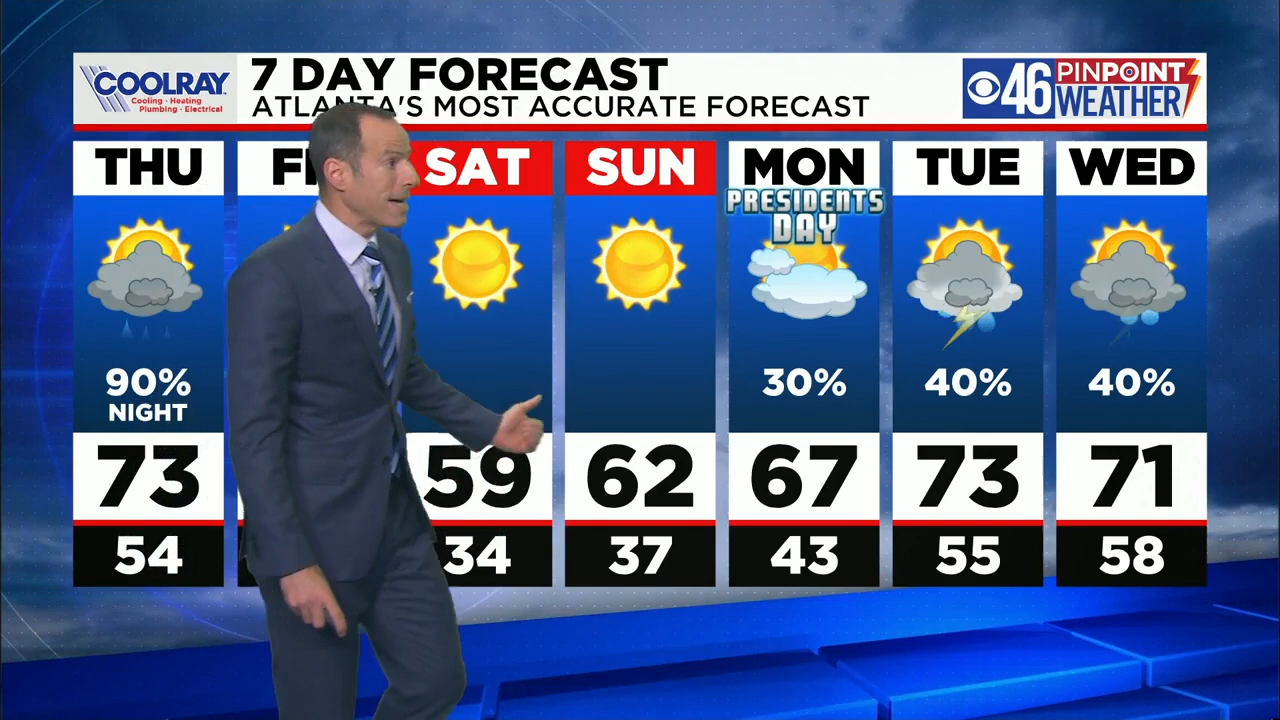 COOLRAY
Cooling · Heating
Plumbing · Electrical
7 DAY FORECAST
ATLANTA'S MOST ACCURATE FORECAST
46 PINPOINT
WEATHER
THU
SAT
SUN
MON
TUE
WED
PRESIDENTS
DAY
90%
NIGHT
30%
40%
40%
73
59
62
67
73
71
54
34
37
43
55
58